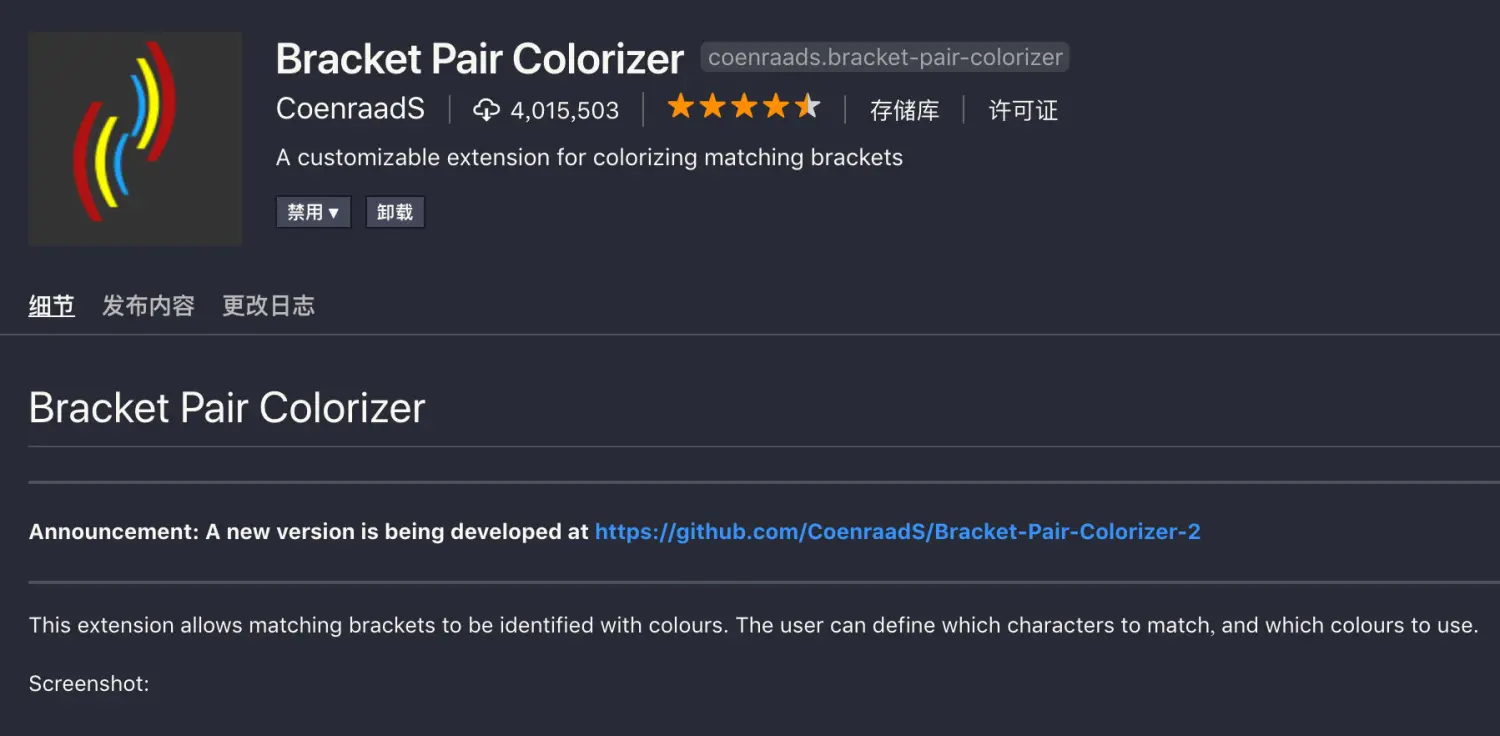 Bracket Pair Colorizer coenraads.bracket-pair-colorizer
CoenraadS 4,015,503 存储库 许可证
A customizable extension for colorizing matching brackets
禁用 卸载
细节 发布内容 更改日志
Bracket Pair Colorizer
Announcement: A new version is being developed at https://github.com/CoenraadS/Bracket-Pair-Colorizer-2
This extension allows matching brackets to be identified with colours. The user can define which characters to match, and which colours to use.
Screenshot: